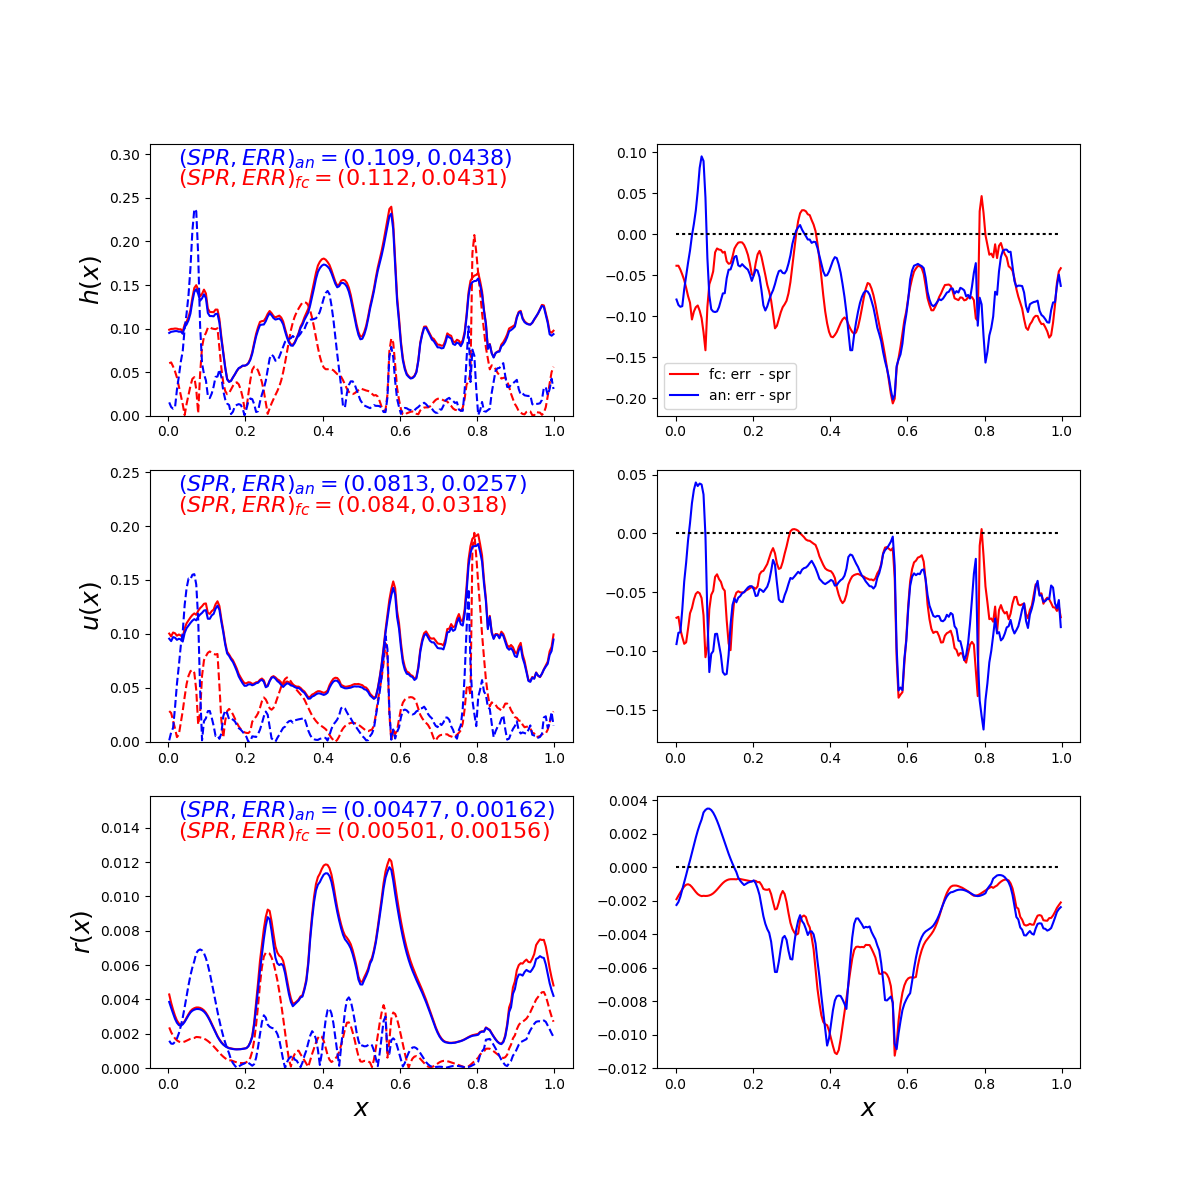 (SPR, ERR)an = (0.109, 0.0438)
(SPR, ERR)fc = (0.112, 0.0431)
h(x)
0.30
0.25
0.20
0.15
0.10
0.05
0.00
0.0 0.2 0.4 0.6 0.8 1.0
0.10
0.05
0.00
−0.05
−0.10
−0.15
−0.20
fc: err - spr
an: err - spr
0.0 0.2 0.4 0.6 0.8 1.0
(SPR, ERR)an = (0.0813, 0.0257)
(SPR, ERR)fc = (0.084, 0.0318)
u(x)
0.25
0.20
0.15
0.10
0.05
0.00
0.0 0.2 0.4 0.6 0.8 1.0
0.05
0.00
−0.05
−0.10
−0.15
0.0 0.2 0.4 0.6 0.8 1.0
(SPR, ERR)an = (0.00477, 0.00162)
(SPR, ERR)fc = (0.00501, 0.00156)
r(x)
0.014
0.012
0.010
0.008
0.006
0.004
0.002
0.000
0.0 0.2 0.4 0.6 0.8 1.0
x
0.004
0.002
0.000
−0.002
−0.004
−0.006
−0.008
−0.010
−0.012
0.0 0.2 0.4 0.6 0.8 1.0
x